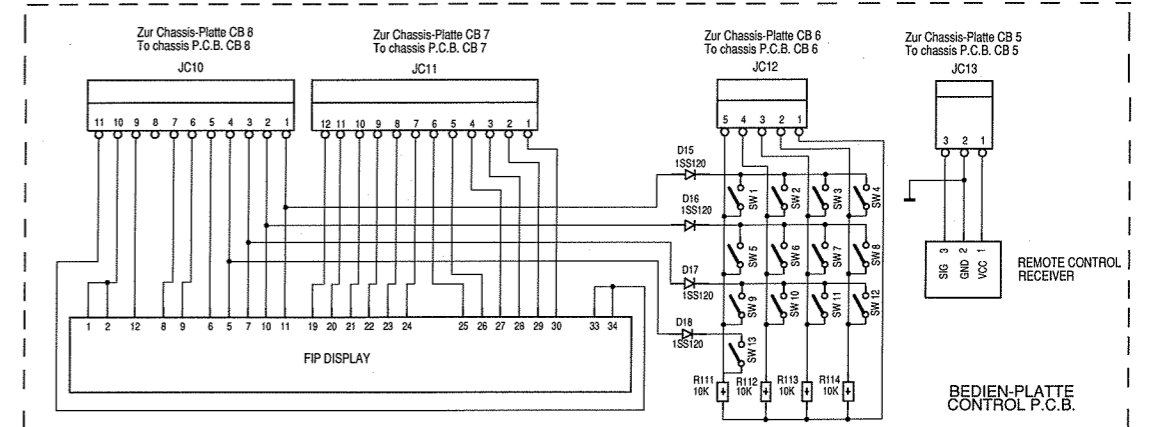 Zur Chassis-Platte CB 8
To chassis P.C.B. CB 8
JC10
Zur Chassis-Platte CB 7
To chassis P.C.B. CB 7
JC11
Zur Chassis-Platte CB 6
To chassis P.C.B. CB 6
JC12
Zur Chassis-Platte CB 5
To chassis P.C.B. CB 5
JC13
11 10 9 8 7 6 5 4 3 2 1
12 11 10 9 8 7 6 5 4 3 2 1
5 4 3 2 1
3 2 1
D15
1SS120
SW 1 SW 2 SW 3 SW 4
D16
1SS120
SW 5 SW 6 SW 7 SW 8
D17
1SS120
SW 9 SW 10 SW 11 SW 12
D18
1SS120
SW 13
SIG 3
GND 2
VCC 1
REMOTE CONTROL
RECEIVER
1 2 12 8 9 6 5 7 10 11 19 20 21 22 23 24 25 26 27 28 29 30 33 34
FIP DISPLAY
R111
10K
R112
10K
R113
10K
R114
10K
BEDIEN-PLATTE
CONTROL P.C.B.